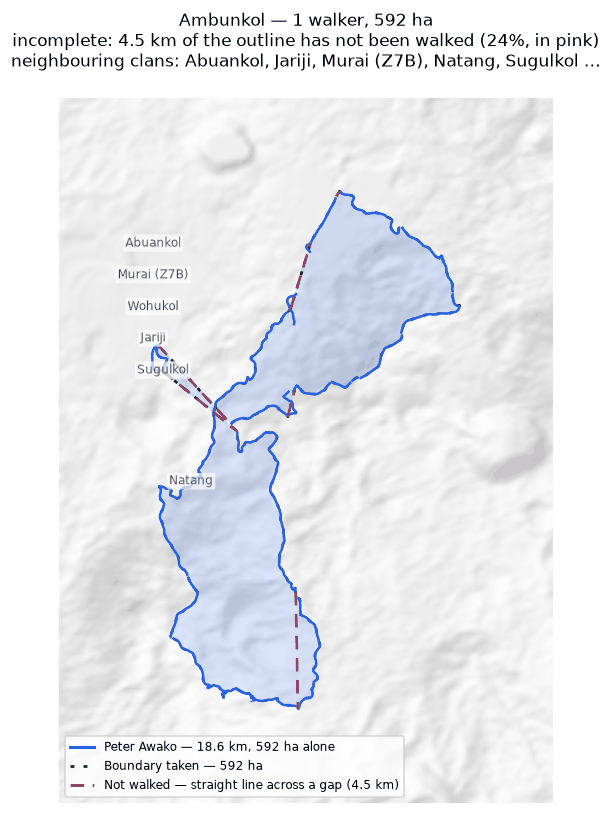 Ambunkol — 1 walker, 592 ha
incomplete: 4.5 km of the outline has not been walked (24%, in pink)
neighbouring clans: Abuankol, Jariji, Murai (Z7B), Natang, Sugulkol ...
Abuankol
Murai (Z7B)
Wohukol
Jariji
Sugulkol
Natang
Peter Awako — 18.6 km, 592 ha alone
Boundary taken — 592 ha
Not walked — straight line across a gap (4.5 km)